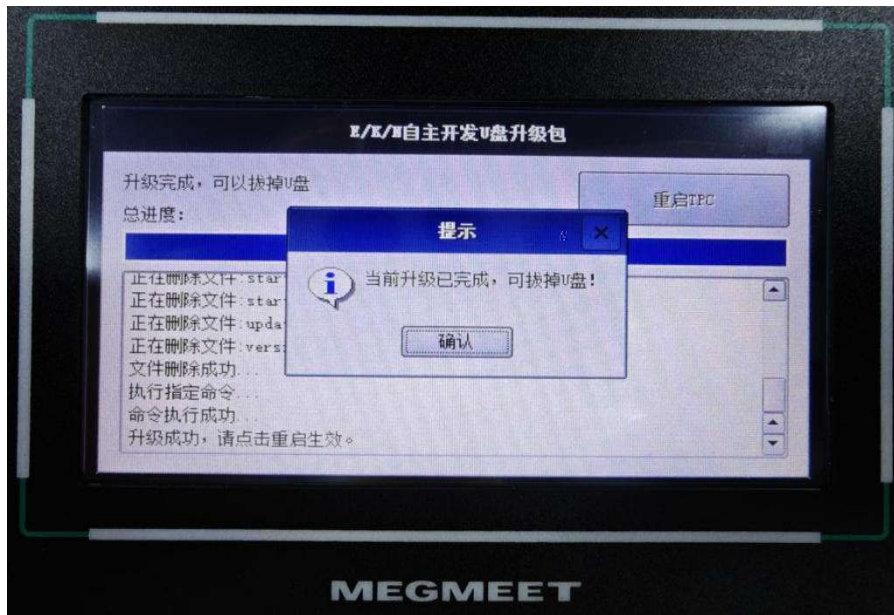 E/K/N自主开发U盘升级包
升级完成，可以拔掉U盘
重启TPC
总进度：
提示
当前升级已完成，可拔掉U盘！
确认
正在删除文件:star
正在删除文件:star
正在删除文件:upda
正在删除文件:vers
文件删除成功...
执行指定命令...
命令执行成功...
升级成功，请点击重启生效。
MEGMEET